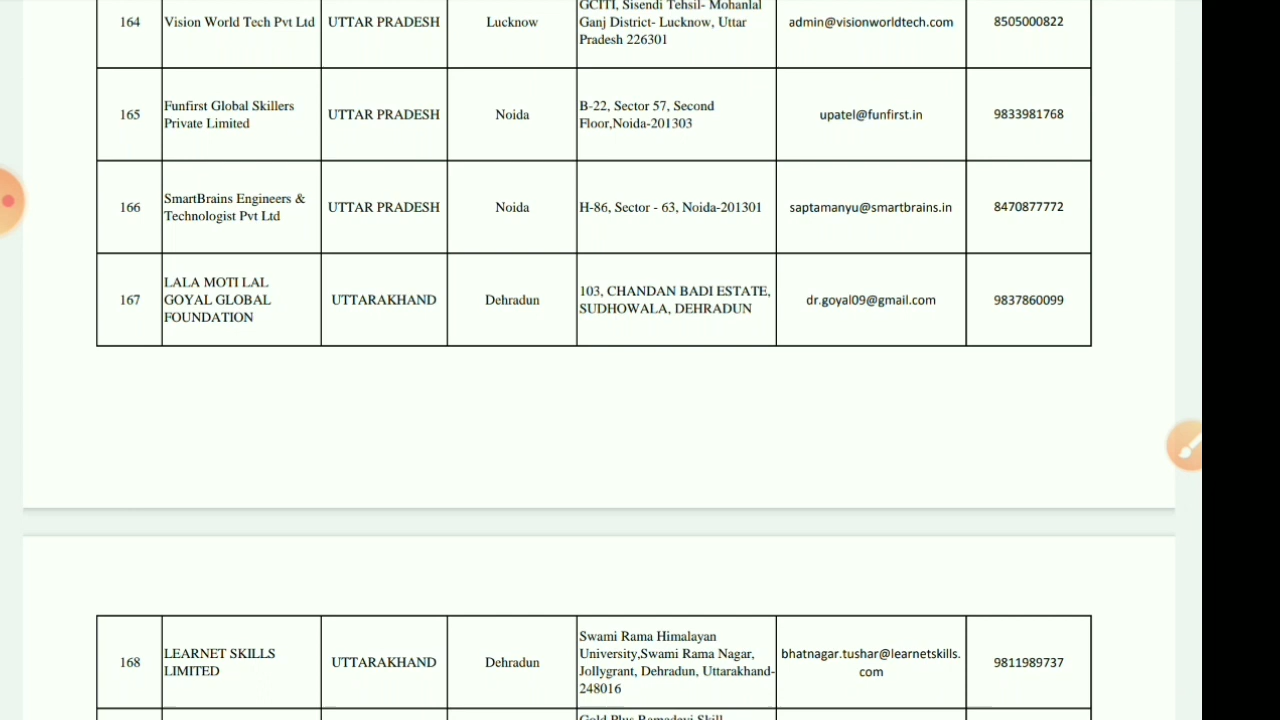 164 Vision World Tech Pvt Ltd UTTAR PRADESH Lucknow GCITI, Sisendi Tehsil- Mohanlal
Ganj District- Lucknow, Uttar
Pradesh 226301 admin@visionworldtech.com 8505000822
165 Funfirst Global Skillers
Private Limited UTTAR PRADESH Noida B-22, Sector 57, Second
Floor,Noida-201303 upatel@funfirst.in 9833981768
166 SmartBrains Engineers &
Technologist Pvt Ltd UTTAR PRADESH Noida H-86, Sector - 63, Noida-201301 saptamanyu@smartbrains.in 8470877772
167 LALA MOTI LAL
GOYAL GLOBAL
FOUNDATION UTTARAKHAND Dehradun 103, CHANDAN BADI ESTATE,
SUDHOWALA, DEHRADUN dr.goyal09@gmail.com 9837860099
168 LEARNET SKILLS
LIMITED UTTARAKHAND Dehradun Swami Rama Himalayan
University,Swami Rama Nagar,
Jollygrant, Dehradun, Uttarakhand-
248016 bhatnagar.tushar@learnetskills.
com 9811989737
Gold Plus Ramadevi Skill